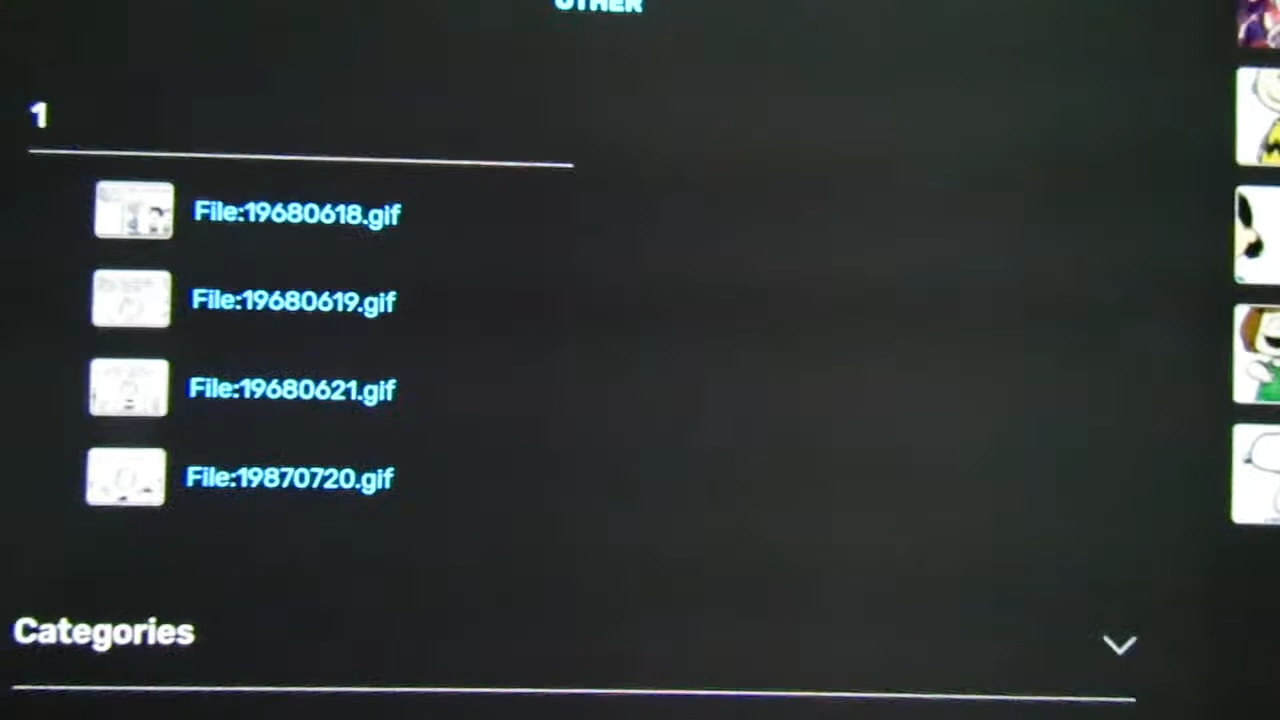 OTHER
1
File:19680618.gif
File:19680619.gif
File:19680621.gif
File:19870720.gif
Categories